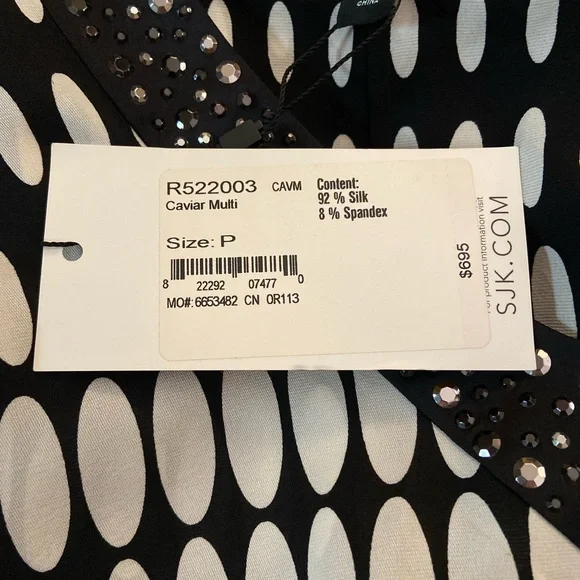 CHINA
R522003 CAVM
Caviar Multi
Content:
92 % Silk
8 % Spandex
Size: P
8 22292 07477 0
MO#: 6653482 CN 0R113
$695
For product information visit
SJK.COM